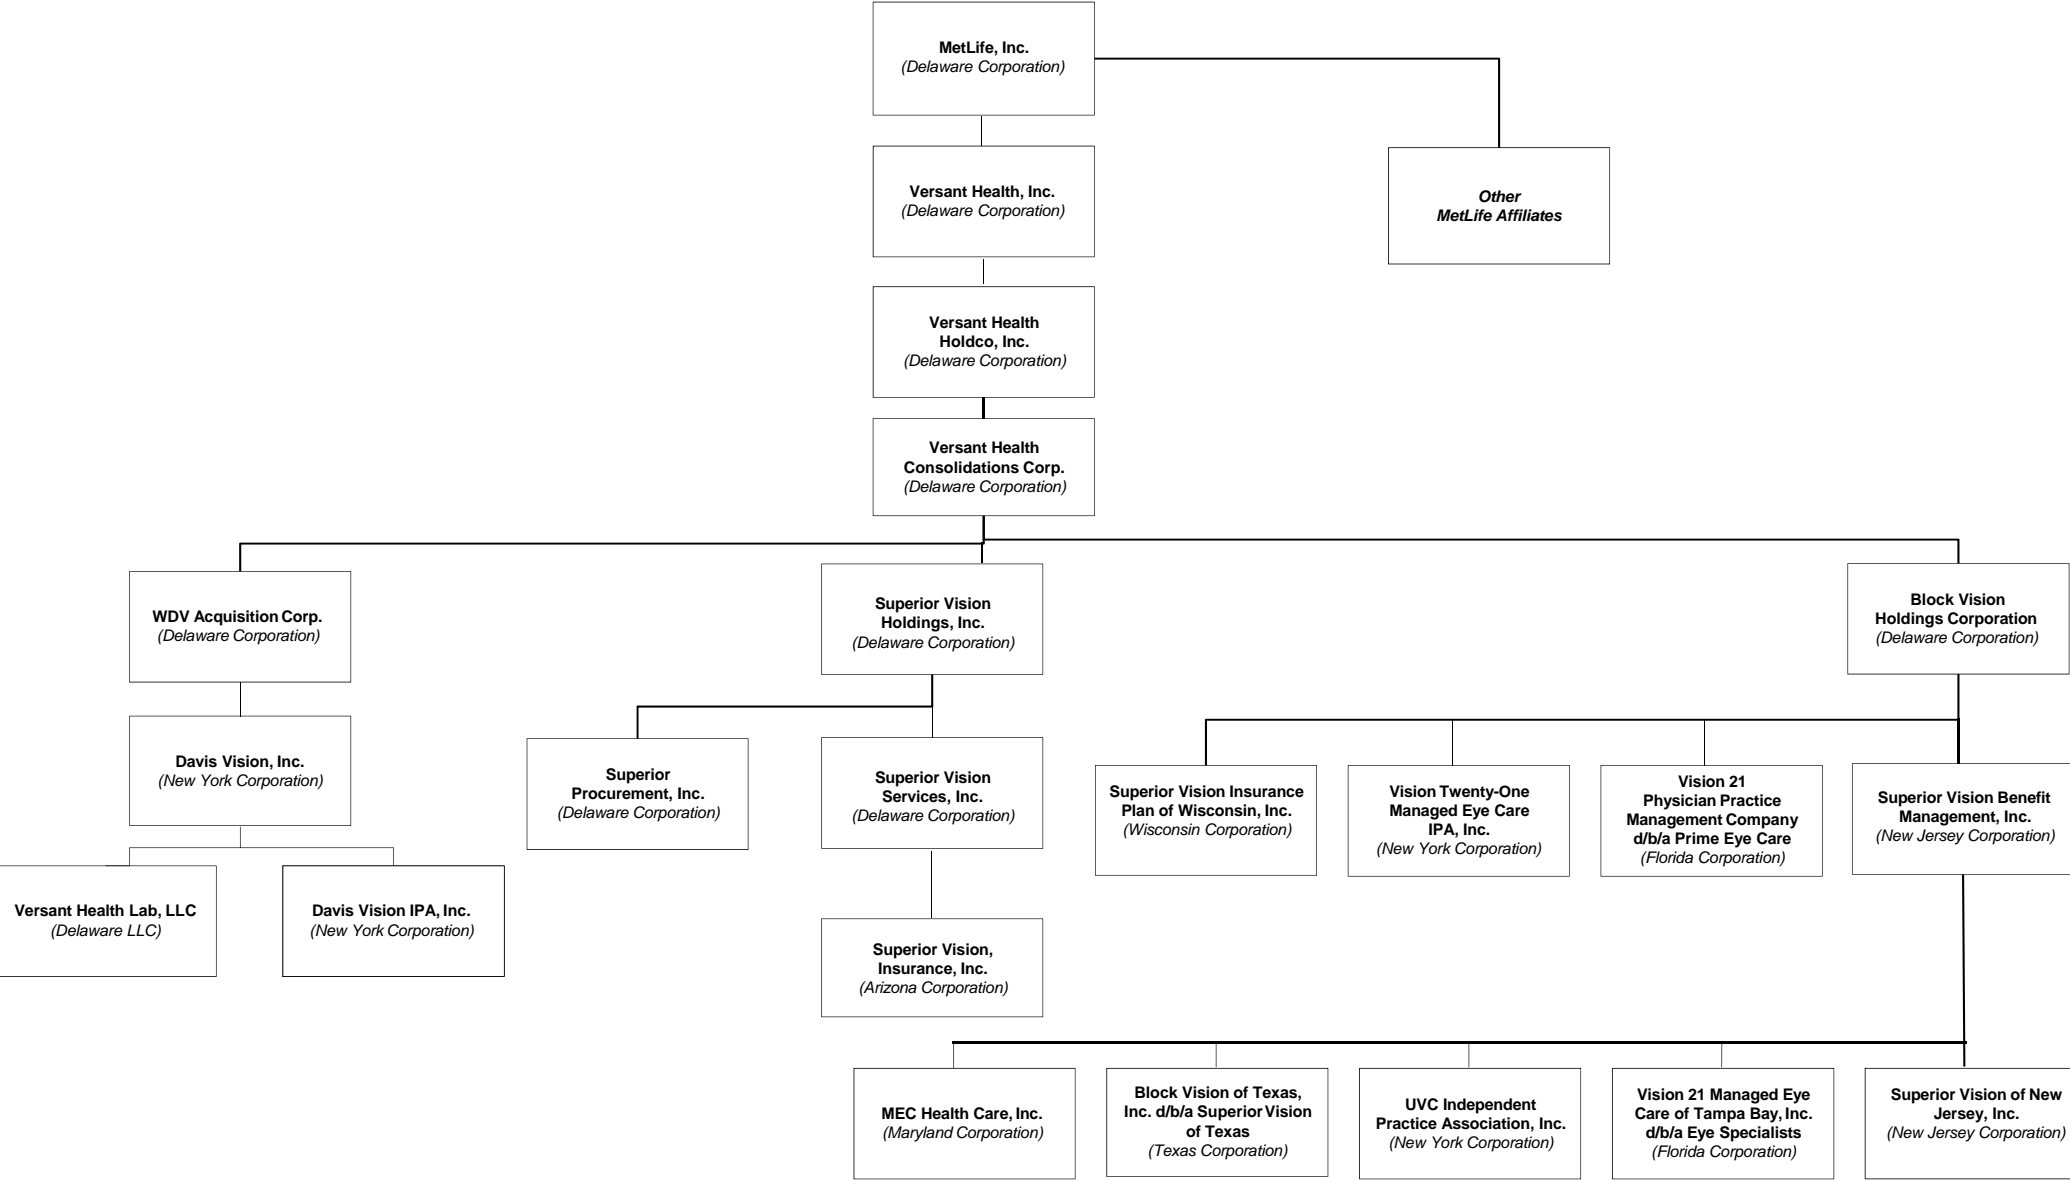 MetLife, Inc.
(Delaware Corporation)
Versant Health, Inc.
(Delaware Corporation)
Other
MetLife Affiliates
Versant Health
Holdco, Inc.
(Delaware Corporation)
Versant Health
Consolidations Corp.
(Delaware Corporation)
WDV Acquisition Corp.
(Delaware Corporation)
Superior Vision
Holdings, Inc.
(Delaware Corporation)
Block Vision
Holdings Corporation
(Delaware Corporation)
Davis Vision, Inc.
(New York Corporation)
Superior
Procurement, Inc.
(Delaware Corporation)
Superior Vision
Services, Inc.
(Delaware Corporation)
Superior Vision Insurance
Plan of Wisconsin, Inc.
(Wisconsin Corporation)
Vision Twenty-One
Managed Eye Care
IPA, Inc.
(New York Corporation)
Vision 21
Physician Practice
Management Company
d/b/a Prime Eye Care
(Florida Corporation)
Superior Vision Benefit
Management, Inc.
(New Jersey Corporation)
Versant Health Lab, LLC
(Delaware LLC)
Davis Vision IPA, Inc.
(New York Corporation)
Superior Vision,
Insurance, Inc.
(Arizona Corporation)
MEC Health Care, Inc.
(Maryland Corporation)
Block Vision of Texas,
Inc. d/b/a Superior Vision
of Texas
(Texas Corporation)
UVC Independent
Practice Association, Inc.
(New York Corporation)
Vision 21 Managed Eye
Care of Tampa Bay, Inc.
d/b/a Eye Specialists
(Florida Corporation)
Superior Vision of New
Jersey, Inc.
(New Jersey Corporation)